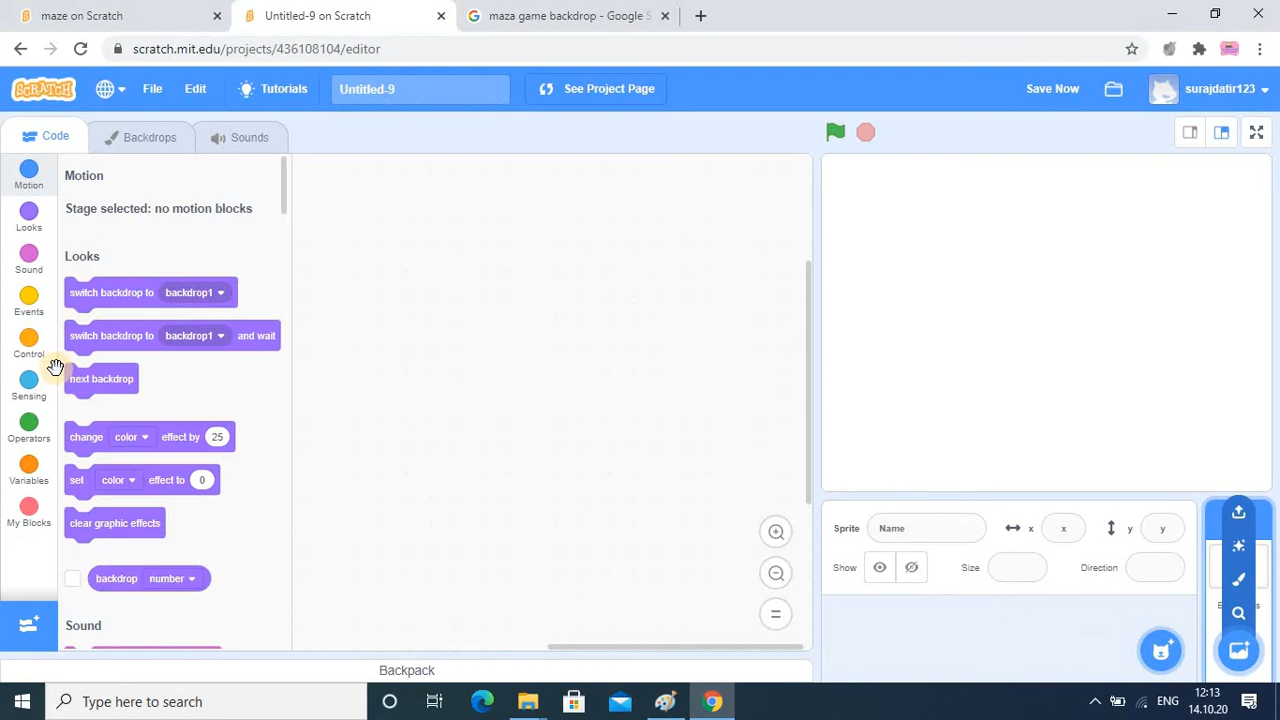 maze on Scratch
Untitled-9 on Scratch
maza game backdrop - Google S
scratch.mit.edu/projects/436108104/editor
SCRATCH
File
Edit
Tutorials
Untitled-9
See Project Page
Save Now
surajdatir123
Code
Backdrops
Sounds
Motion
Looks
Sound
Events
Control
Sensing
Operators
Variables
My Blocks
Motion
Stage selected: no motion blocks
Looks
switch backdrop to backdrop1
switch backdrop to backdrop1 and wait
next backdrop
change color effect by 25
set color effect to 0
clear graphic effects
backdrop number
Sound
Sprite Name x x y y
Show Size Direction
Backpack
Type here to search
ENG
12:13
14.10.20